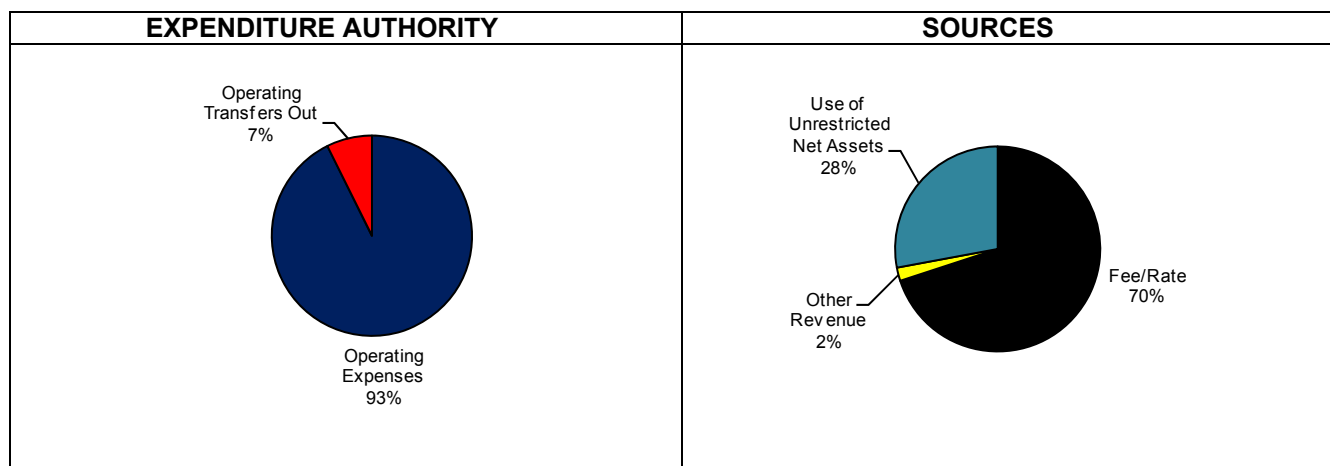 EXPENDITURE AUTHORITY
Operating
Transfers Out
7%
Operating
Expenses
93%
SOURCES
Use of
Unrestricted
Net Assets
28%
Other
Revenue
2%
Fee/Rate
70%